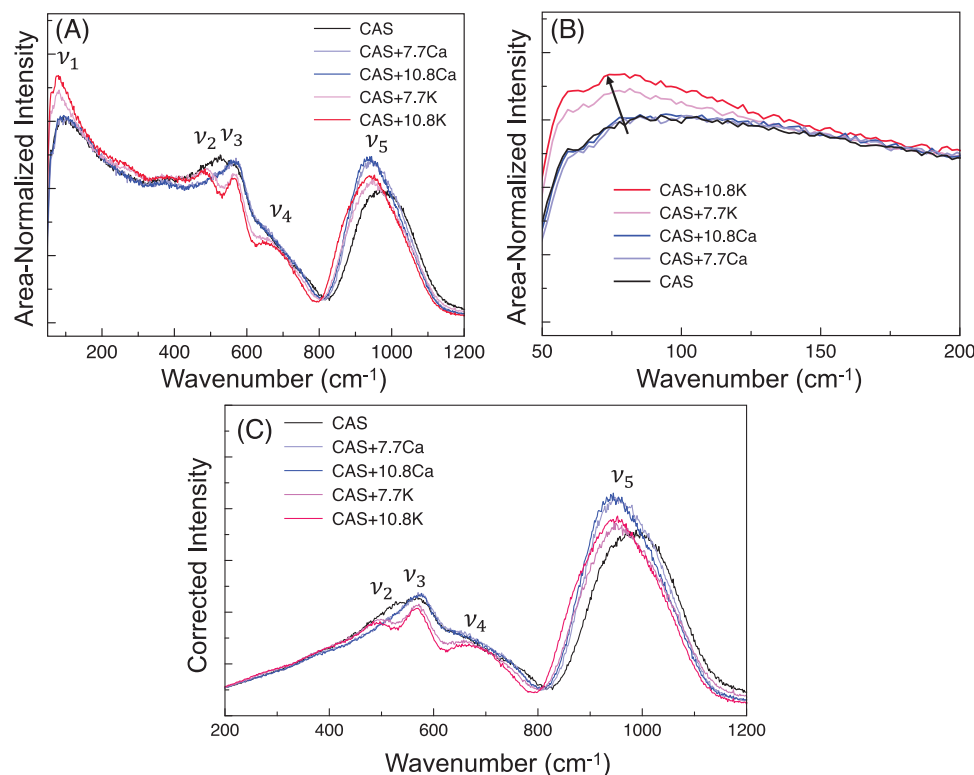 (A)
ν1
ν2
ν3
ν4
ν5
CAS
CAS+7.7Ca
CAS+10.8Ca
CAS+7.7K
CAS+10.8K
Area-Normalized Intensity
200
400
600
800
1000
1200
Wavenumber (cm-1)
(B)
CAS+10.8K
CAS+7.7K
CAS+10.8Ca
CAS+7.7Ca
CAS
Area-Normalized Intensity
50
100
150
200
Wavenumber (cm-1)
(C)
CAS
CAS+7.7Ca
CAS+10.8Ca
CAS+7.7K
CAS+10.8K
ν2
ν3
ν4
ν5
Corrected Intensity
200
400
600
800
1000
1200
Wavenumber (cm-1)